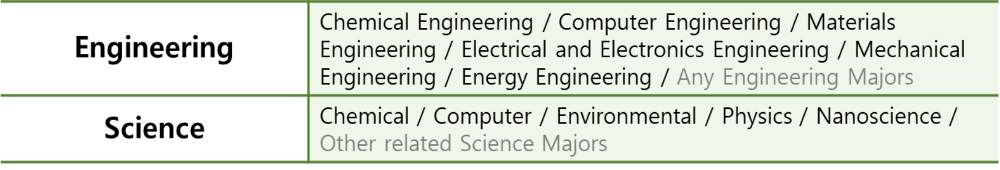 Engineering
Chemical Engineering / Computer Engineering / Materials
Engineering / Electrical and Electronics Engineering / Mechanical
Engineering / Energy Engineering / Any Engineering Majors
Science
Chemical / Computer / Environmental / Physics / Nanoscience /
Other related Science Majors